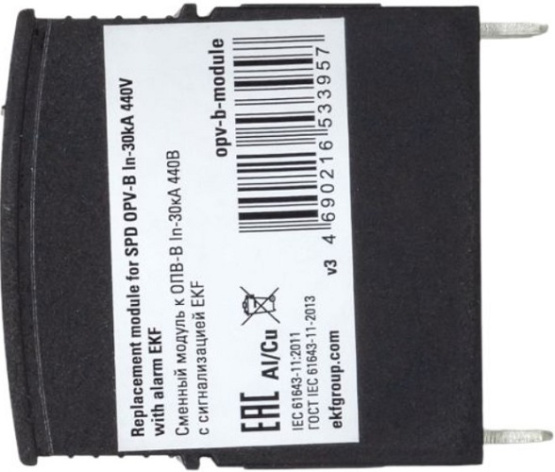 Replacement module for SPD OPV-B In-30kA 440V
with alarm EKF
Сменный модуль к ОПВ-В In-30кА 440В
с сигнализацией EKF
opv-b-module
4 690216 533957
v3
EAC Al/Cu
IEC 61643-11:2011
ГОСТ IEC 61643-11-2013
ekfgroup.com